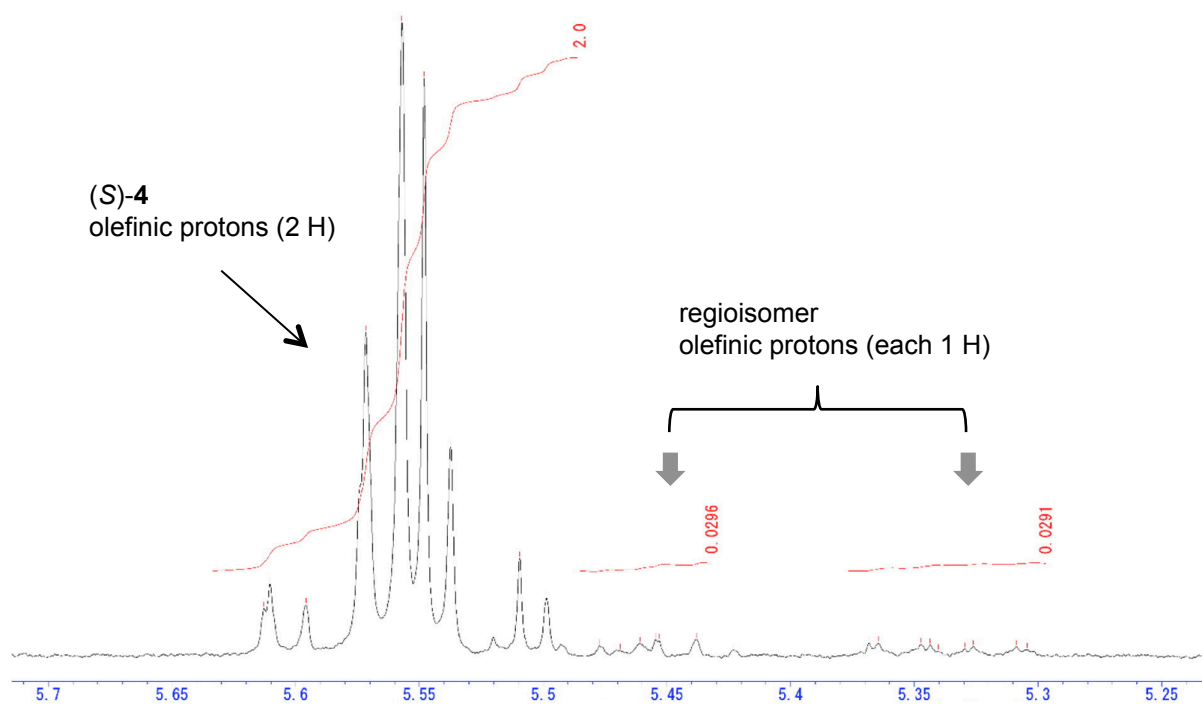 2.0
(S)-4
olefinic protons (2 H)
regioisomer
olefinic protons (each 1 H)
0.0296
0.0291
5.7 5.65 5.6 5.55 5.5 5.45 5.4 5.35 5.3 5.25